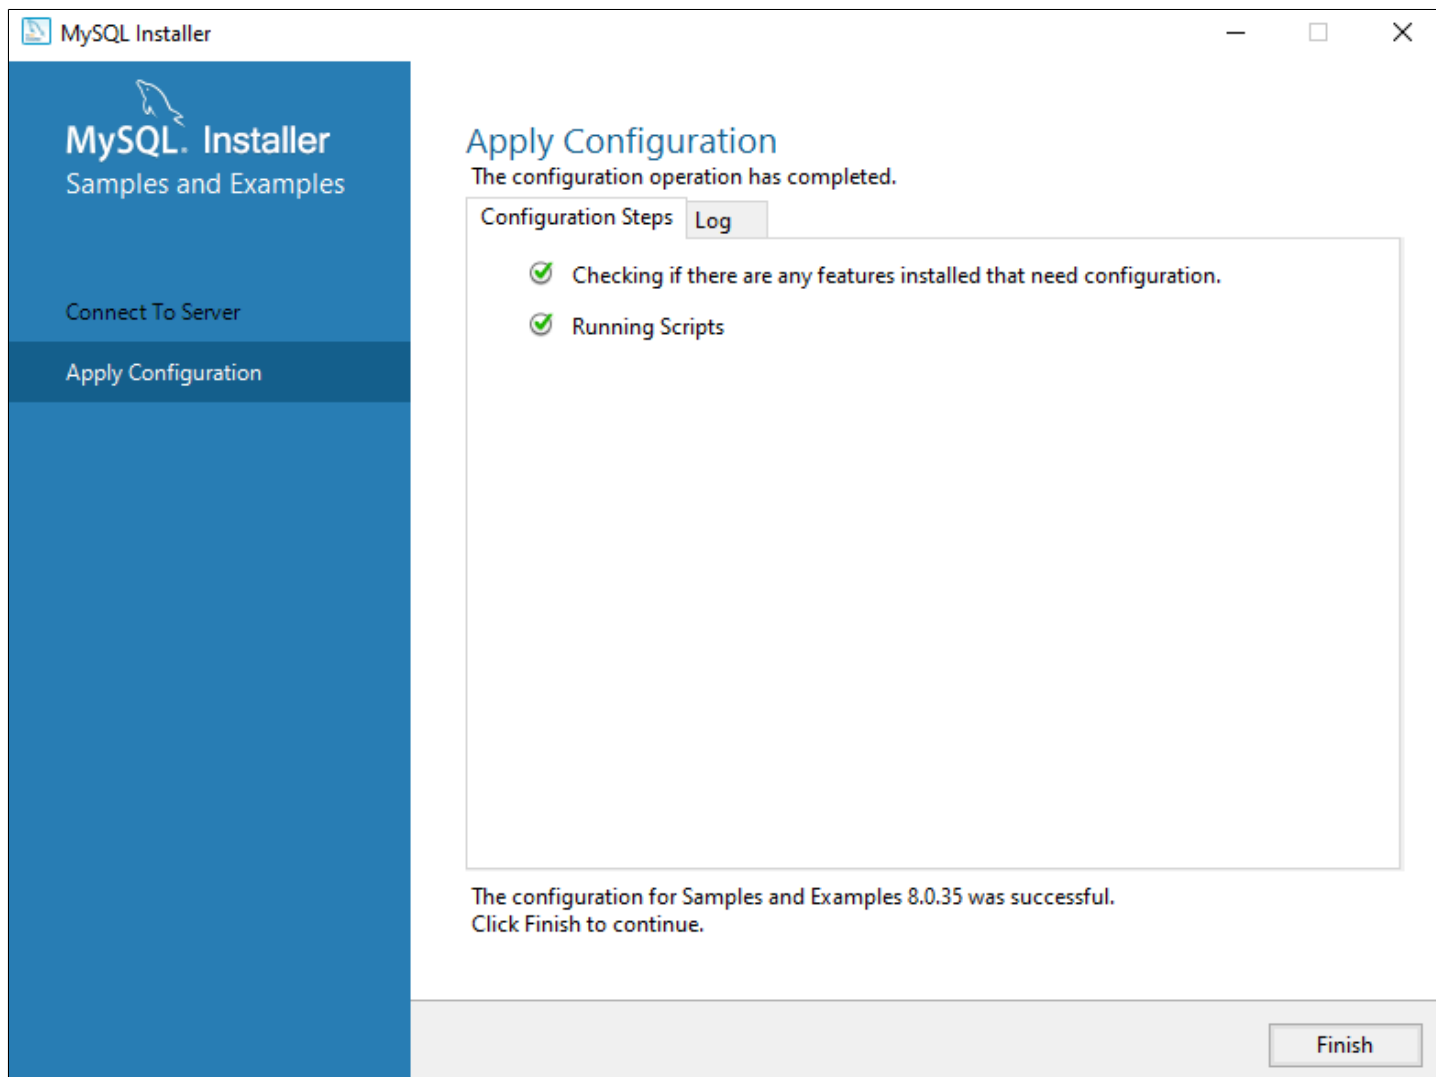 MySQL Installer
MySQL. Installer
Samples and Examples
Connect To Server
Apply Configuration
Apply Configuration
The configuration operation has completed.
Configuration Steps
Log
Checking if there are any features installed that need configuration.
Running Scripts
The configuration for Samples and Examples 8.0.35 was successful.
Click Finish to continue.
Finish